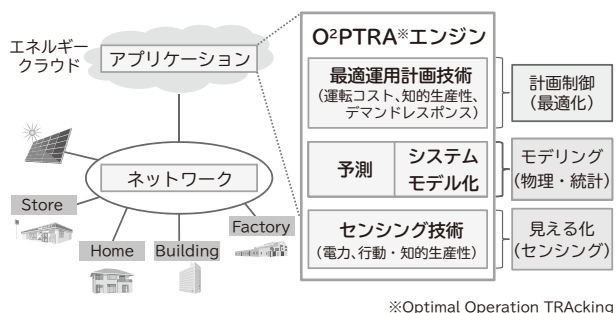 エネルギー
クラウド
アプリケーション
ネットワーク
Store
Home
Building
Factory
O²PTRA※エンジン
最適運用計画技術
(運転コスト、知的生産性、
デマンドレスポンス)
予測
システム
モデル化
センシング技術
(電力、行動・知的生産性)
計画制御
(最適化)
モデリング
(物理・統計)
見える化
(センシング)
※Optimal Operation TRAcking